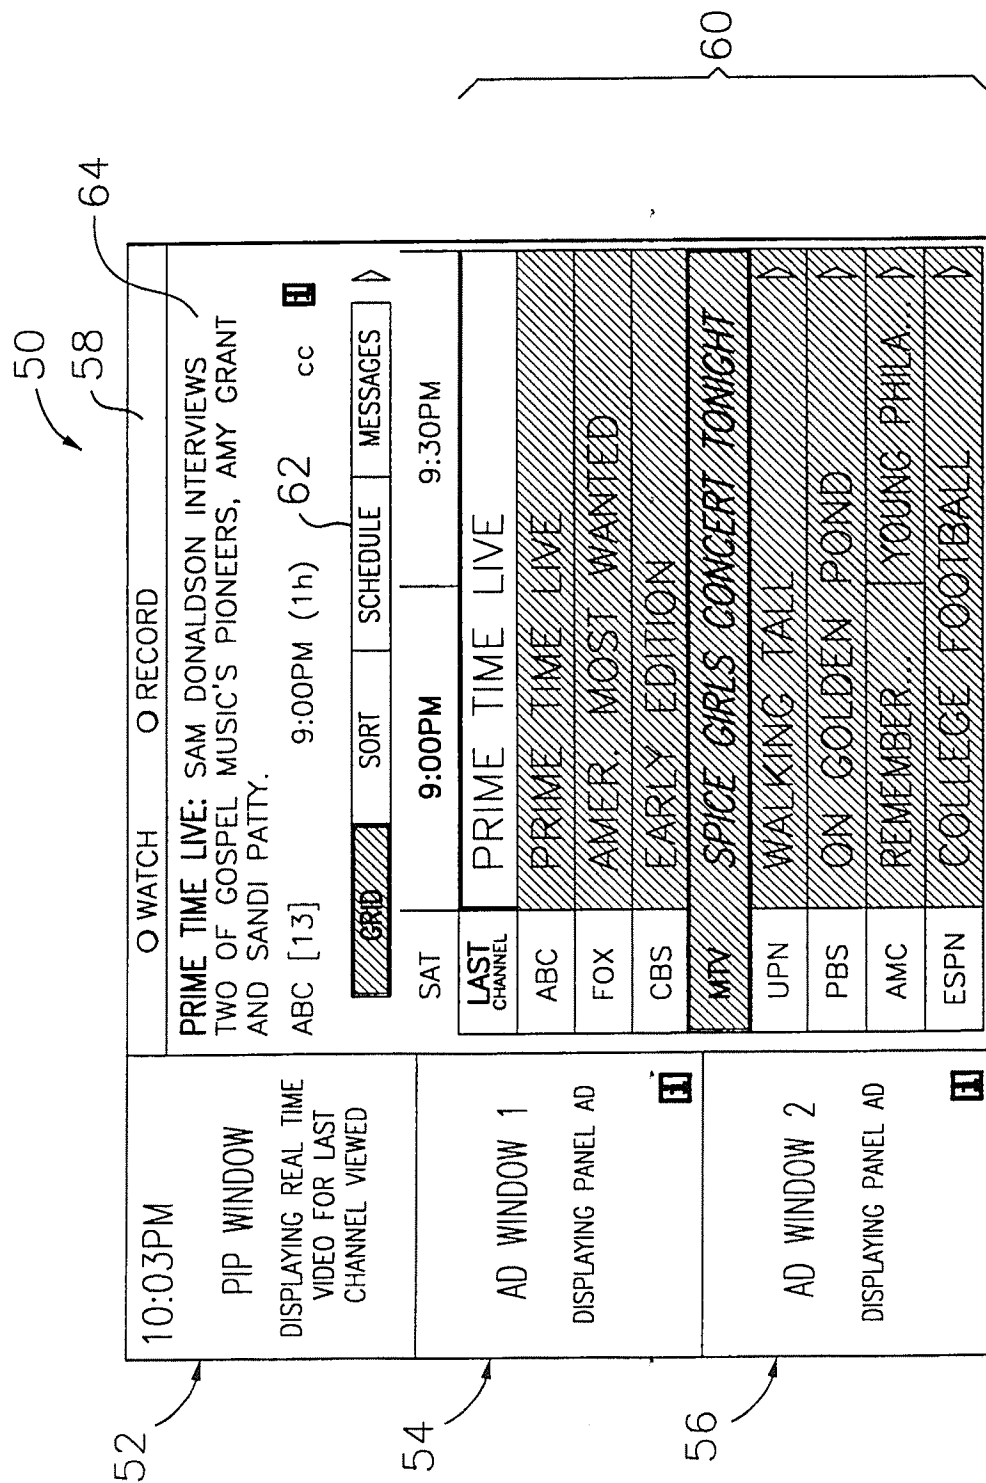 50
58
64
52
10:03PM
PIP WINDOW
DISPLAYING REAL TIME
VIDEO FOR LAST
CHANNEL VIEWED
54
AD WINDOW 1
DISPLAYING PANEL AD
i
56
AD WINDOW 2
DISPLAYING PANEL AD
i
O WATCH O RECORD
PRIME TIME LIVE: SAM DONALDSON INTERVIEWS
TWO OF GOSPEL MUSIC'S PIONEERS, AMY GRANT
AND SANDI PATTY.
ABC [13] 9:00PM (1h) cc i
62
GRID SORT SCHEDULE MESSAGES
SAT 9:00PM 9:30PM
LAST CHANNEL PRIME TIME LIVE
ABC PRIME TIME LIVE
FOX AMER. MOST WANTED
CBS EARLY EDITION
MTV SPICE GIRLS CONCERT TONIGHT
UPN WALKING TALL
PBS ON GOLDEN POND
AMC REMEMBER... YOUNG PHILA...
ESPN COLLEGE FOOTBALL
60